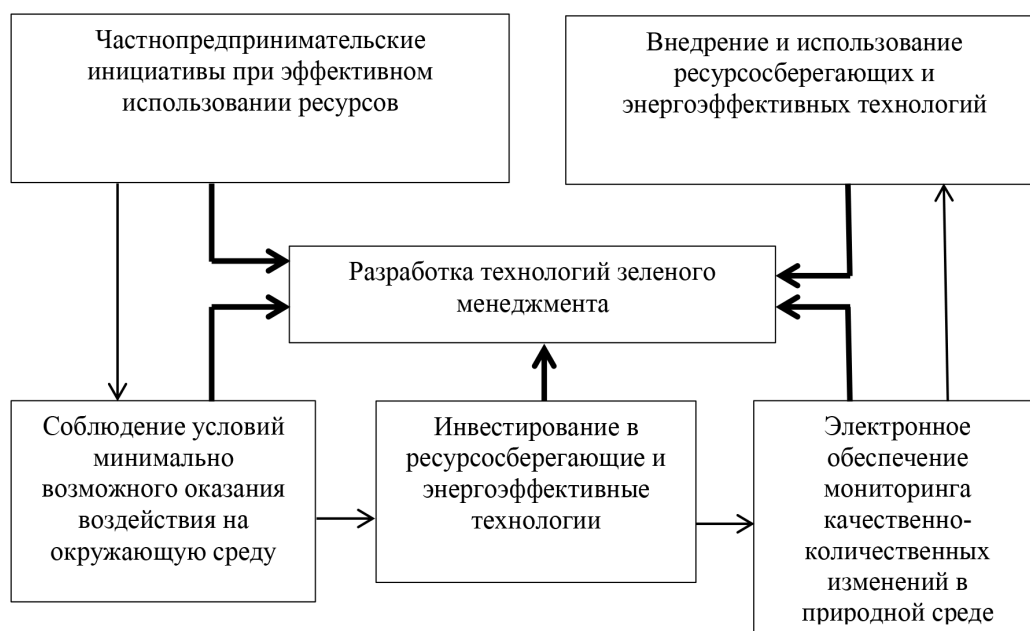 Частнопредпринимательские
инициативы при эффективном
использовании ресурсов
Внедрение и использование
ресурсосберегающих и
энергоэффективных технологий
Разработка технологий зеленого
менеджмента
Соблюдение условий
минимально
возможного оказания
воздействия на
окружающую среду
Инвестирование в
ресурсосберегающие и
энергоэффективные
технологии
Электронное
обеспечение
мониторинга
качественно-
количественных
изменений в
природной среде